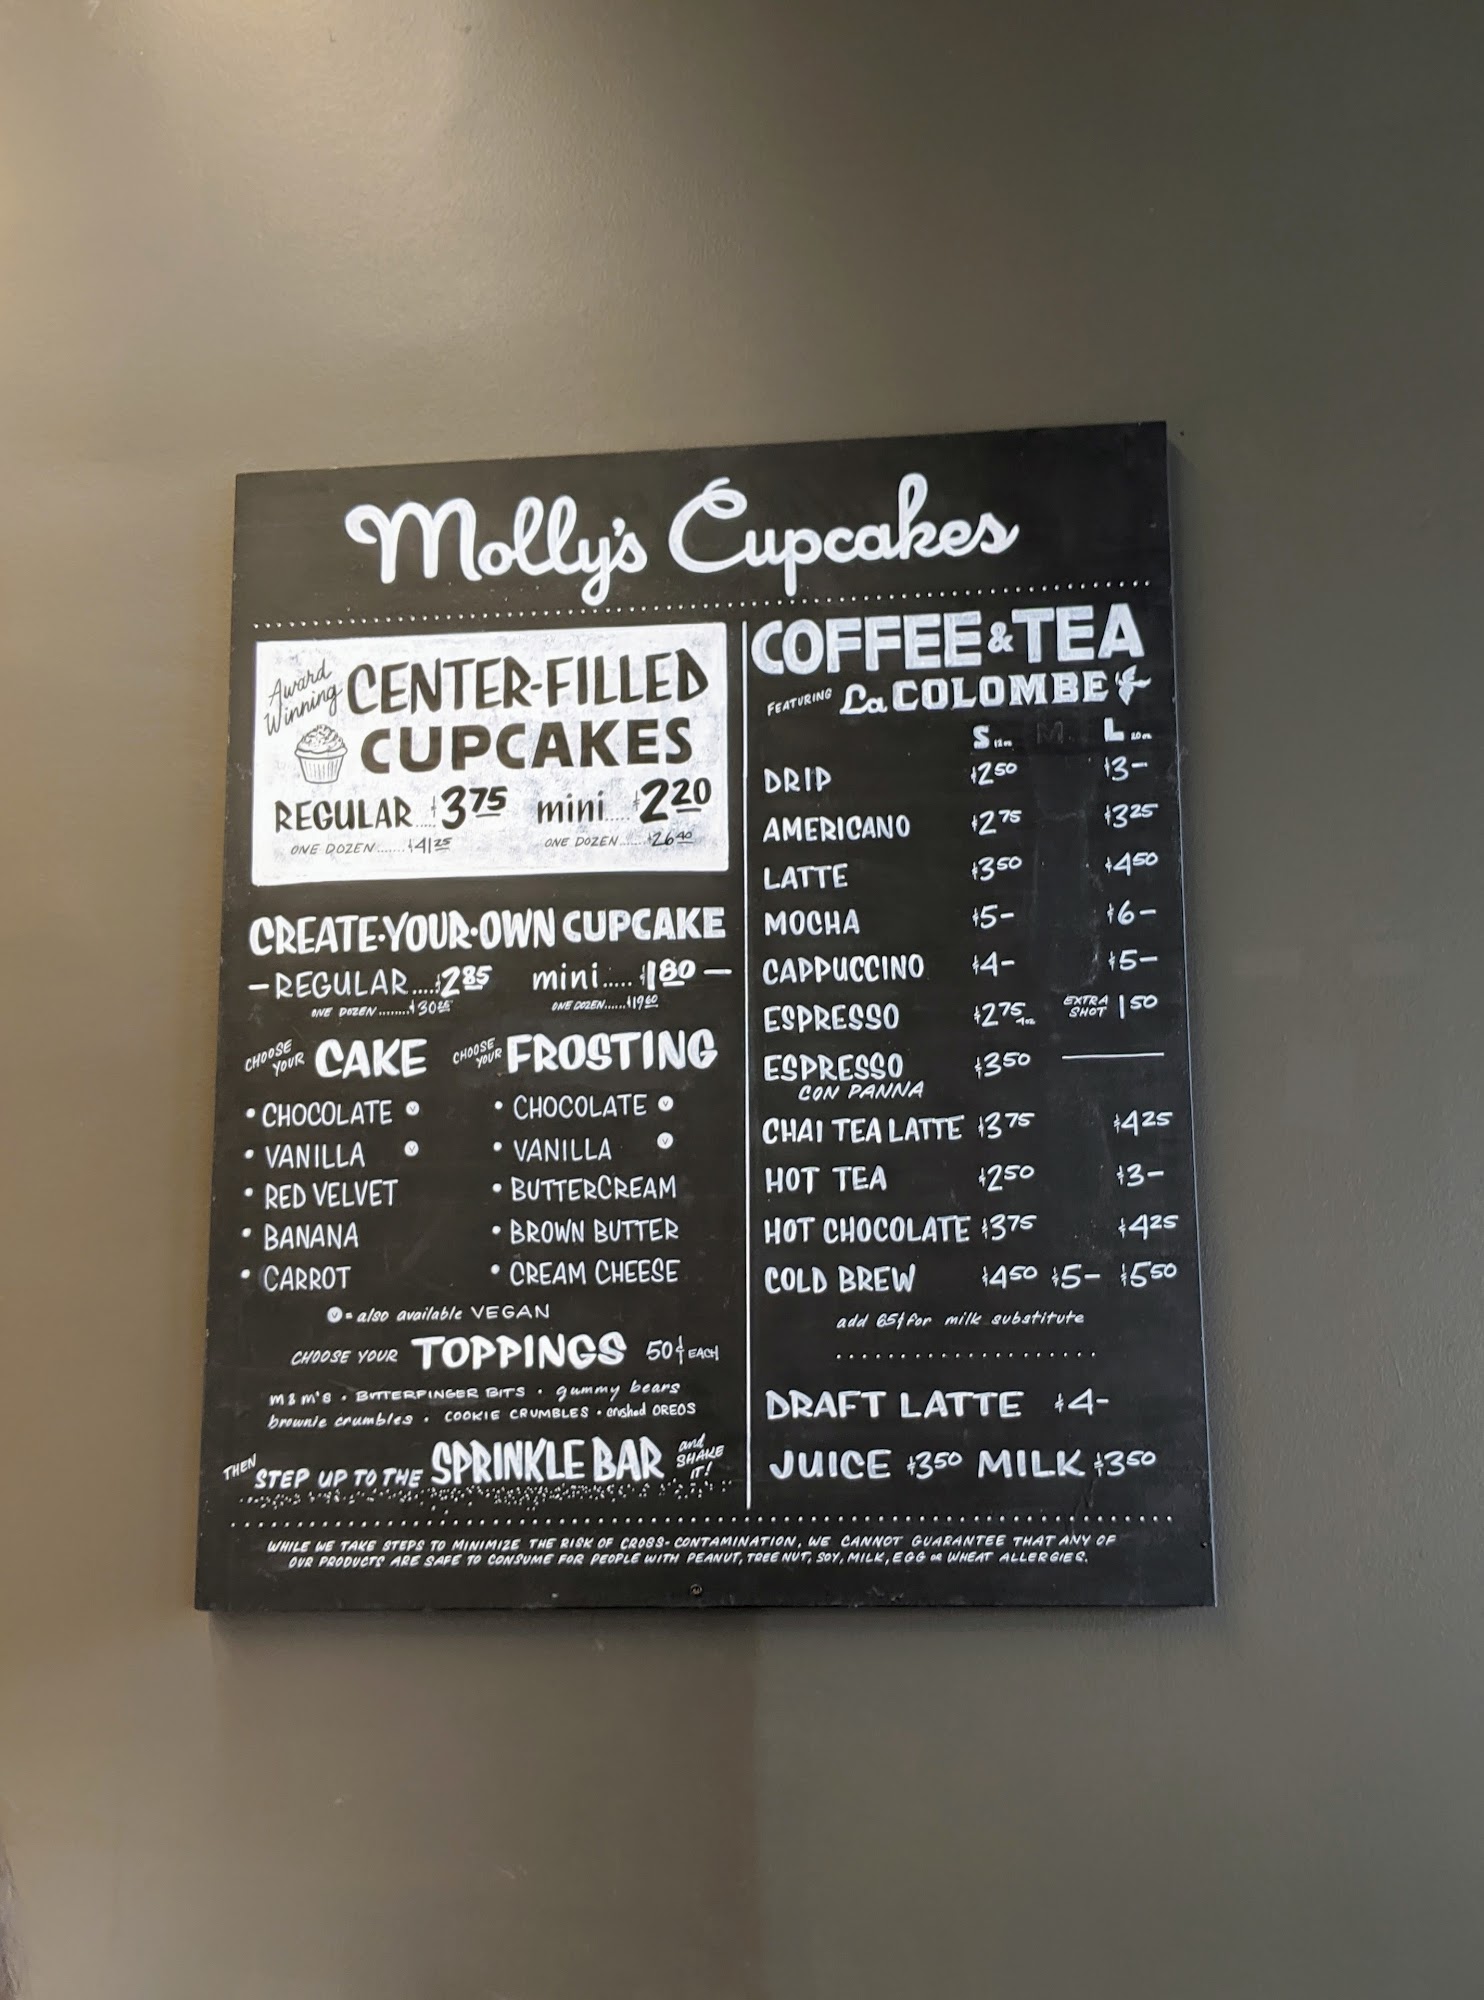 Molly's Cupcakes
Award
Winning
CENTER-FILLED
CUPCAKES
REGULAR.....$3.75 mini.....$2.20
ONE DOZEN.......$41.25 ONE DOZEN......$26.40
CREATE·YOUR·OWN CUPCAKE
—REGULAR....$2.85 mini.....$1.80—
ONE DOZEN........$30.25 ONE DOZEN......$19.60
CHOOSE YOUR CAKE
• CHOCOLATE V
• VANILLA V
• RED VELVET
• BANANA
• CARROT
CHOOSE YOUR FROSTING
• CHOCOLATE V
• VANILLA V
• BUTTERCREAM
• BROWN BUTTER
• CREAM CHEESE
V = also available VEGAN
CHOOSE YOUR TOPPINGS 50¢ EACH
m&m's • BUTTERFINGER BITS • gummy bears
brownie crumbles • COOKIE CRUMBLES • crushed OREOS
THEN STEP UP TO THE SPRINKLE BAR and SHAKE IT!
COFFEE & TEA
FEATURING La COLOMBE
S 12oz M L 20oz
DRIP $2.50 $3-
AMERICANO $2.75 $3.25
LATTE $3.50 $4.50
MOCHA $5- $6-
CAPPUCCINO $4- $5-
ESPRESSO $2.75 EXTRA SHOT 1.50
ESPRESSO $3.50
CON PANNA
CHAI TEA LATTE $3.75 $4.25
HOT TEA $2.50 $3-
HOT CHOCOLATE $3.75 $4.25
COLD BREW $4.50 $5- $5.50
add 65¢ for milk substitute
DRAFT LATTE $4-
JUICE $3.50 MILK $3.50
WHILE WE TAKE STEPS TO MINIMIZE THE RISK OF CROSS-CONTAMINATION, WE CANNOT GUARANTEE THAT ANY OF
OUR PRODUCTS ARE SAFE TO CONSUME FOR PEOPLE WITH PEANUT, TREE NUT, SOY, MILK, EGG or WHEAT ALLERGIES.